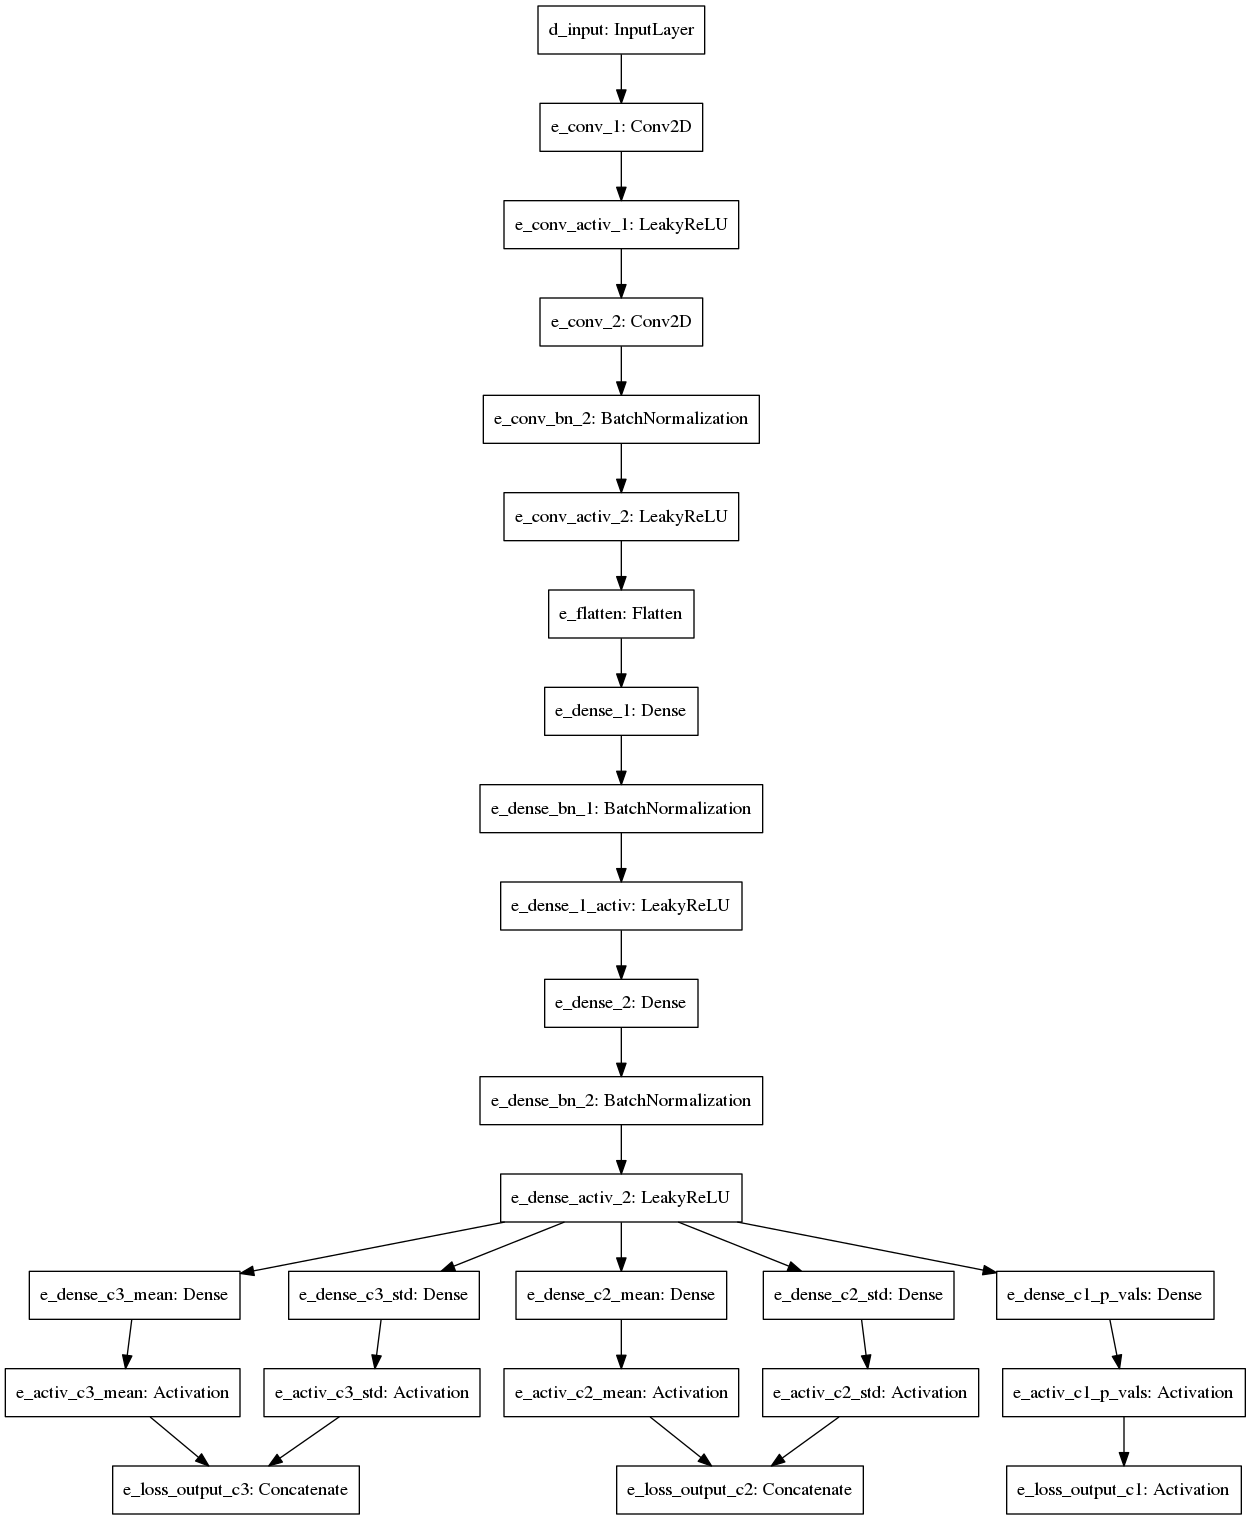 d_input: InputLayer
e_conv_1: Conv2D
e_conv_activ_1: LeakyReLU
e_conv_2: Conv2D
e_conv_bn_2: BatchNormalization
e_conv_activ_2: LeakyReLU
e_flatten: Flatten
e_dense_1: Dense
e_dense_bn_1: BatchNormalization
e_dense_1_activ: LeakyReLU
e_dense_2: Dense
e_dense_bn_2: BatchNormalization
e_dense_activ_2: LeakyReLU
e_dense_c3_mean: Dense
e_dense_c3_std: Dense
e_dense_c2_mean: Dense
e_dense_c2_std: Dense
e_dense_c1_p_vals: Dense
e_activ_c3_mean: Activation
e_activ_c3_std: Activation
e_activ_c2_mean: Activation
e_activ_c2_std: Activation
e_activ_c1_p_vals: Activation
e_loss_output_c3: Concatenate
e_loss_output_c2: Concatenate
e_loss_output_c1: Activation